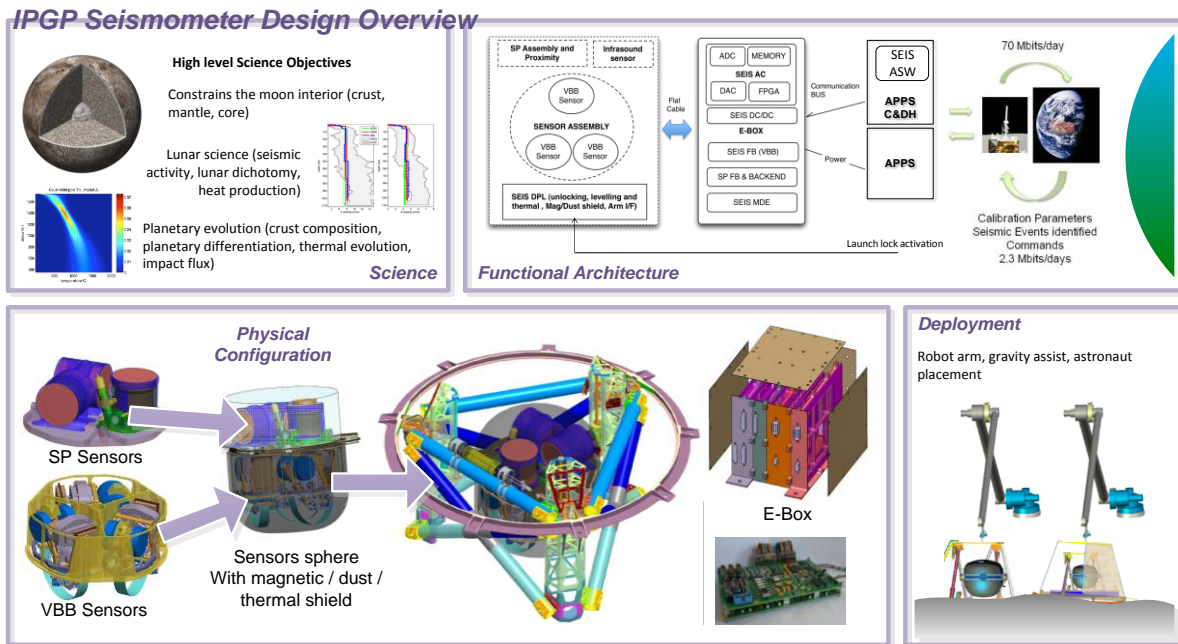 IPGP Seismometer Design Overview
High level Science Objectives
Constrains the moon interior (crust,
mantle, core)
Lunar science (seismic
activity, lunar dichotomy,
heat production)
Planetary evolution (crust composition,
planetary differentiation, thermal evolution,
impact flux)
Science
SP Assembly and
Proximity
Infrasound
sensor
VBB
Sensor
SENSOR ASSEMBLY
VBB
Sensor
VBB
Sensor
SEIS DPL (unlocking, levelling and
thermal , Mag/Dust shield, Arm I/F)
Flat
Cable
ADC
MEMORY
SEIS AC
DAC
FPGA
SEIS DC/DC
E-BOX
SEIS FB (VBB)
SP FB & BACKEND
SEIS MDE
Communication
BUS
Power
SEIS
ASW
APPS
C&DH
APPS
Launch lock activation
70 Mbits/day
Calibration Parameters
Seismic Events identified
Commands
2.3 Mbits/days
Functional Architecture
Physical
Configuration
SP Sensors
VBB Sensors
Sensors sphere
With magnetic / dust /
thermal shield
E-Box
Deployment
Robot arm, gravity assist, astronaut
placement